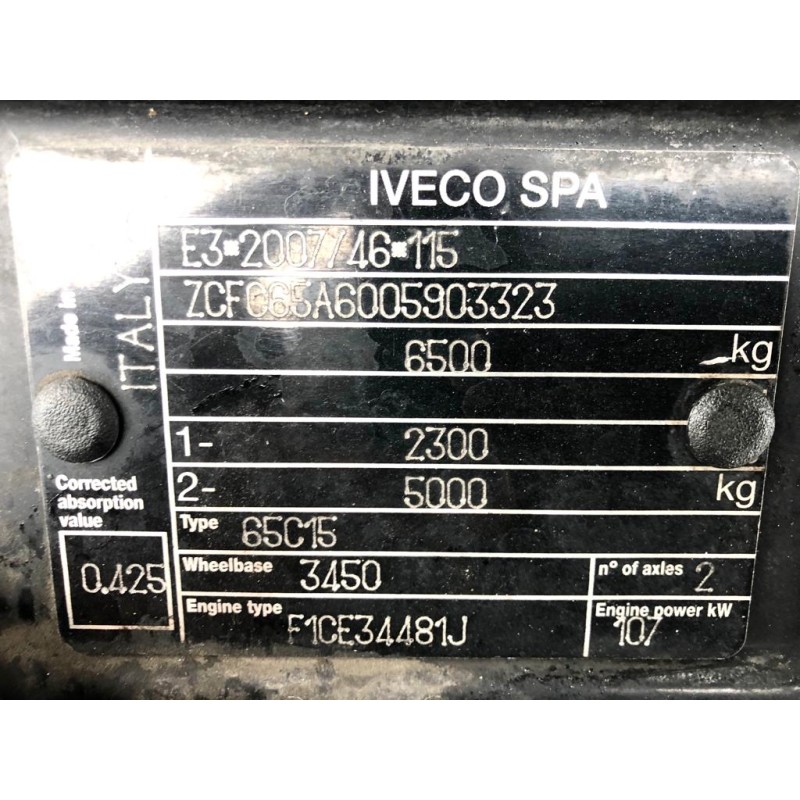 IVECO SPA
Made in
ITALY
E3*2007/46*115
ZCFC65A6005903323
6500 kg
1- 2300
2- 5000 kg
Corrected
absorption
value
0.425
Type 65C15
Wheelbase 3450
n° of axles 2
Engine type F1CE34481J
Engine power kW
107